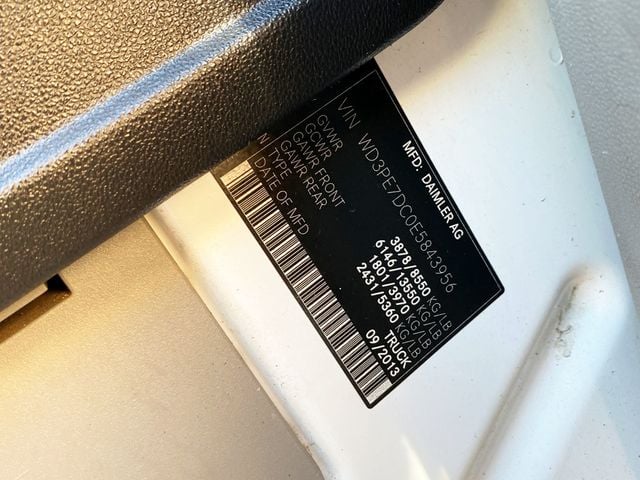 MFD: DAIMLER AG
VIN WD3PE7DC0E5843956
GVWR 3878/8550 KG/LB
GCWR 6146/13550 KG/LB
GAWR FRONT 1801/3970 KG/LB
GAWR REAR 2431/5360 KG/LB
N TYPE TRUCK
DATE OF MFD 09/2013